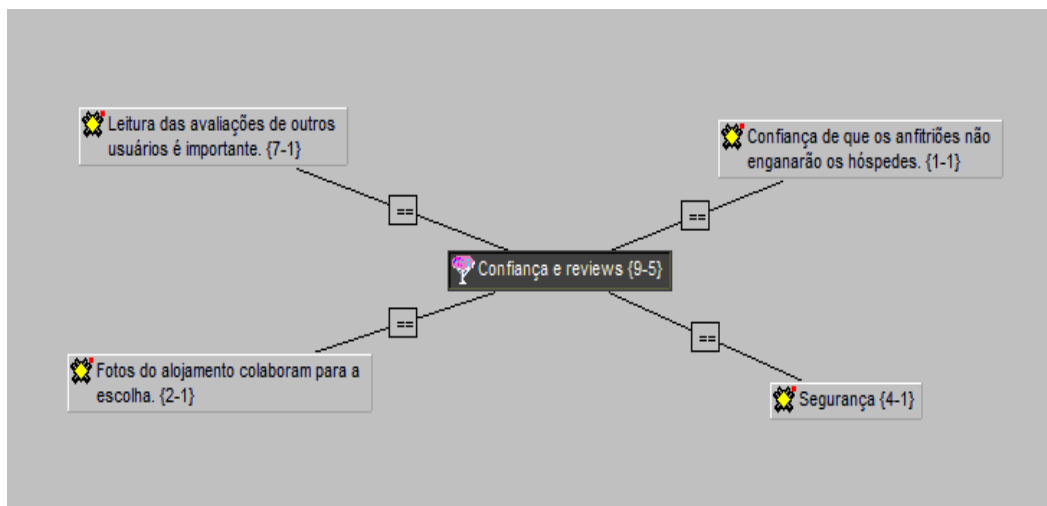 Leitura das avaliações de outros
usuários é importante. {7-1}
Confiança de que os anfitriões não
enganarão os hóspedes. {1-1}
==
==
Confiança e reviews {9-5}
==
==
Fotos do alojamento colaboram para a
escolha. {2-1}
Segurança {4-1}